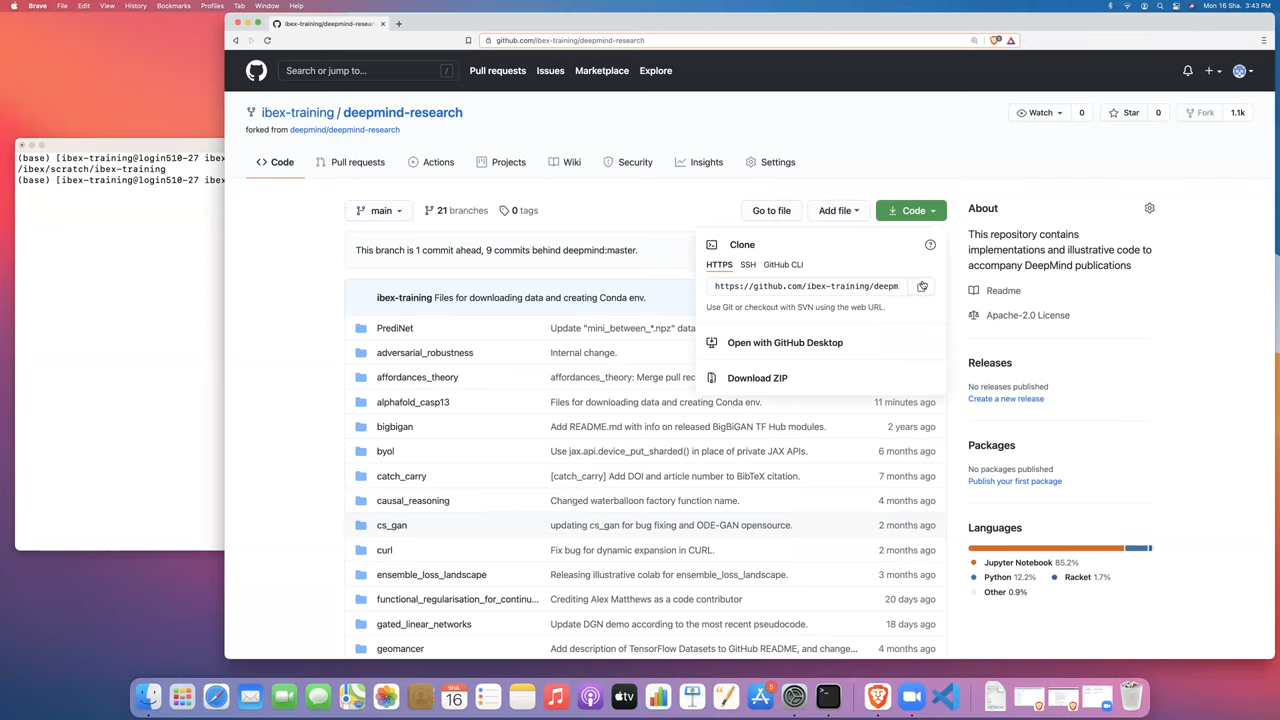 Brave File Edit View History Bookmarks Profiles Tab Window Help
Mon 16 Sha. 3:43 PM
ibex-training/deepmind-resear
github.com/ibex-training/deepmind-research
Search or jump to... /
Pull requests Issues Marketplace Explore
ibex-training / deepmind-research
forked from deepmind/deepmind-research
Watch 0 Star 0 Fork 1.1k
(base) [ibex-training@login510-27 ibex
/ibex/scratch/ibex-training
(base) [ibex-training@login510-27 ibex
<> Code Pull requests Actions Projects Wiki Security Insights Settings
main 21 branches 0 tags
Go to file Add file Code
This branch is 1 commit ahead, 9 commits behind deepmind:master.
Clone
HTTPS SSH GitHub CLI
https://github.com/ibex-training/deepm
Use Git or checkout with SVN using the web URL.
Open with GitHub Desktop
Download ZIP
ibex-training Files for downloading data and creating Conda env.
PrediNet Update "mini_between_*.npz" data
adversarial_robustness Internal change.
affordances_theory affordances_theory: Merge pull rec
alphafold_casp13 Files for downloading data and creating Conda env. 11 minutes ago
bigbigan Add README.md with info on released BigBiGAN TF Hub modules. 2 years ago
byol Use jax.api.device_put_sharded() in place of private JAX APIs. 6 months ago
catch_carry [catch_carry] Add DOI and article number to BibTeX citation. 7 months ago
causal_reasoning Changed waterballoon factory function name. 4 months ago
cs_gan updating cs_gan for bug fixing and ODE-GAN opensource. 2 months ago
curl Fix bug for dynamic expansion in CURL. 2 months ago
ensemble_loss_landscape Releasing illustrative colab for ensemble_loss_landscape. 3 months ago
functional_regularisation_for_continu... Crediting Alex Matthews as a code contributor 20 days ago
gated_linear_networks Update DGN demo according to the most recent pseudocode. 18 days ago
geomancer Add description of TensorFlow Datasets to GitHub README, and change... 2 months ago
About
This repository contains
implementations and illustrative code to
accompany DeepMind publications
Readme
Apache-2.0 License
Releases
No releases published
Create a new release
Packages
No packages published
Publish your first package
Languages
Jupyter Notebook 85.2%
Python 12.2% Racket 1.7%
Other 0.9%
SHA.
16
tv
5